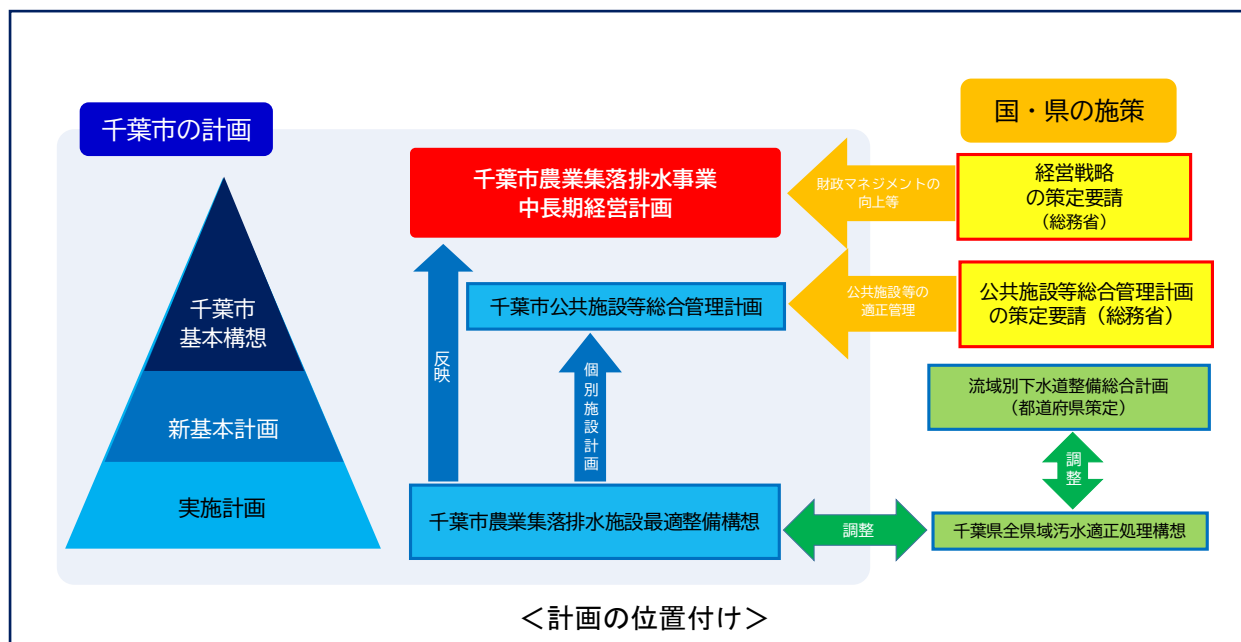 千葉市の計画
国・県の施策
千葉市農業集落排水事業
中長期経営計画
財政マネジメントの
向上等
経営戦略
の策定要請
（総務省）
千葉市公共施設等総合管理計画
公共施設等の
適正管理
公共施設等総合管理計画
の策定要請（総務省）
千葉市
基本構想
新基本計画
実施計画
反映
個別施設計画
流域別下水道整備総合計画
（都道府県策定）
調整
千葉市農業集落排水施設最適整備構想
調整
千葉県全県域汚水適正処理構想
＜計画の位置付け＞